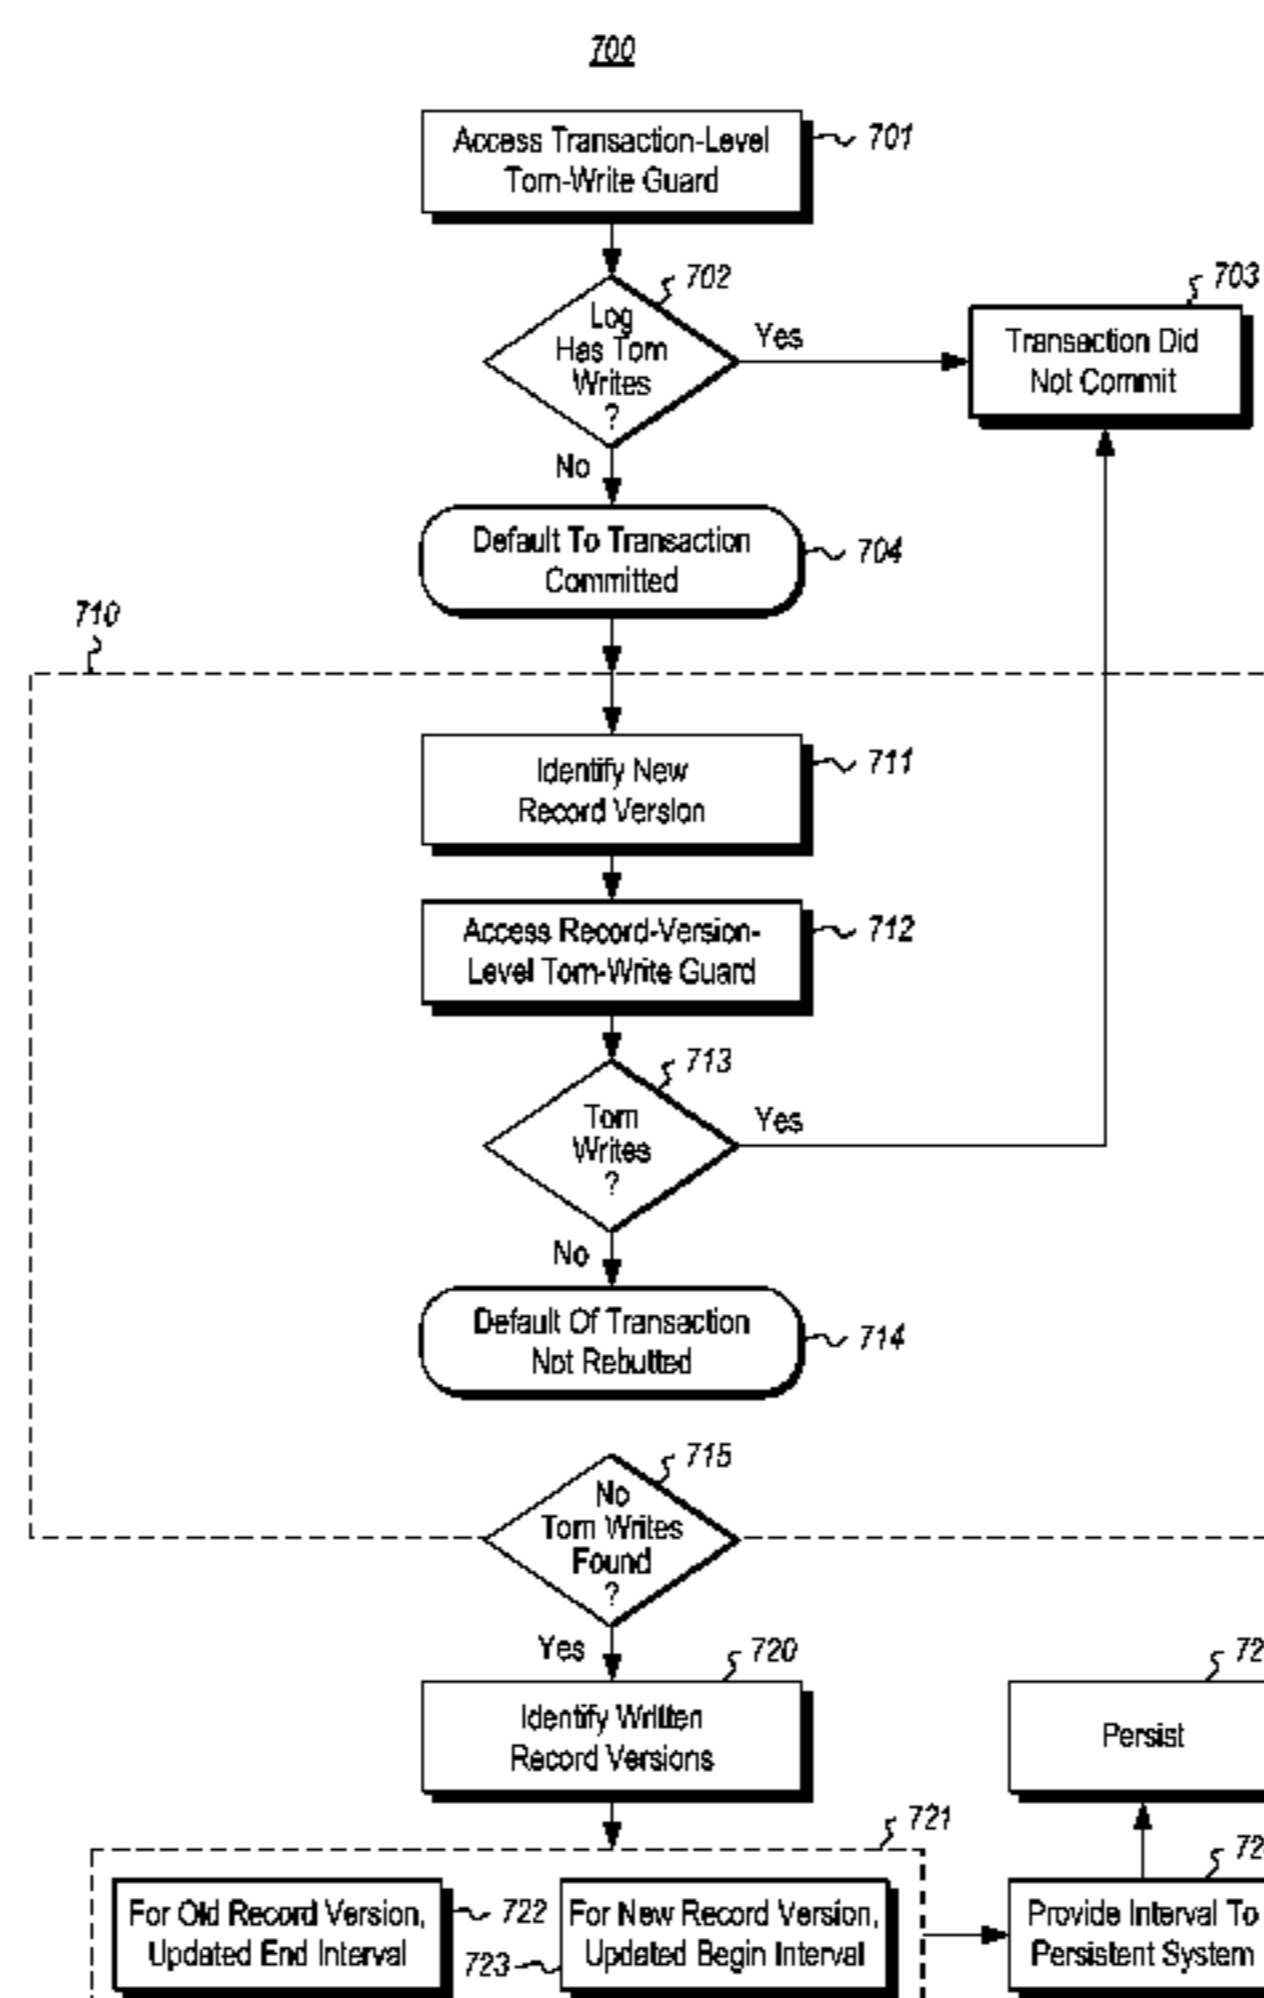 700
Access Transaction-Level
Torn-Write Guard
701
702
Log
Has Torn
Writes
?
Yes
703
Transaction Did
Not Commit
No
Default To Transaction
Committed
704
710
Identify New
Record Version
711
Access Record-Version-
Level Torn-Write Guard
712
713
Torn
Writes
?
Yes
No
Default Of Transaction
Not Rebutted
714
715
No
Torn Writes
Found
?
Yes
720
Identify Written
Record Versions
Persist
721
For Old Record Version,
Updated End Interval
722
For New Record Version,
Updated Begin Interval
723
Provide Interval To
Persistent System